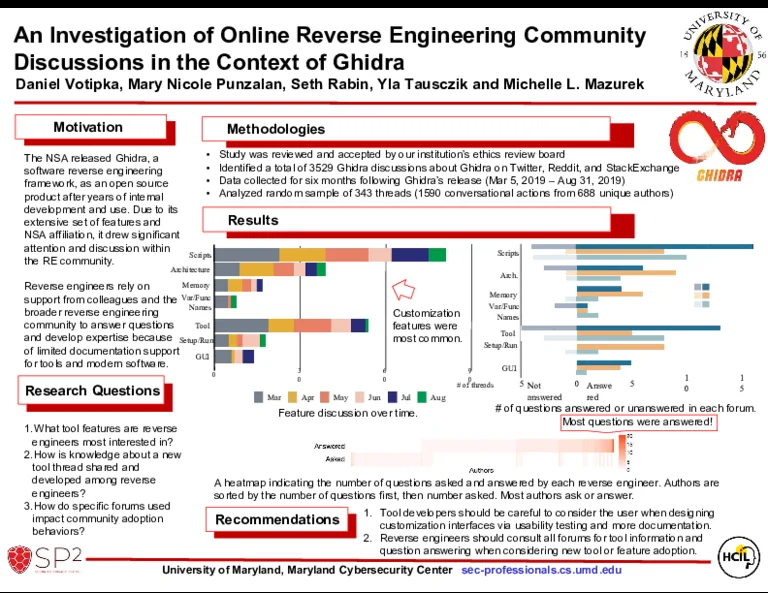 An Investigation of Online Reverse Engineering Community
Discussions in the Context of Ghidra
Daniel Votipka, Mary Nicole Punzalan, Seth Rabin, Yla Tausczik and Michelle L. Mazurek
UNIVERSITY OF
18 56
MARYLAND
Motivation
The NSA released Ghidra, a
software reverse engineering
framework, as an open source
product after years of internal
development and use. Due to its
extensive set of features and
NSA affiliation, it drew significant
attention and discussion within
the RE community.
Reverse engineers rely on
support from colleagues and the
broader reverse engineering
community to answer questions
and develop expertise because
of limited documentation support
for tools and modern software.
Research Questions
1. What tool features are reverse
engineers most interested in?
2. How is knowledge about a new
tool thread shared and
developed among reverse
engineers?
3. How do specific forums used
impact community adoption
behaviors?
Methodologies
• Study was reviewed and accepted by our institution's ethics review board
• Identified a total of 3529 Ghidra discussions about Ghidra on Twitter, Reddit, and StackExchange
• Data collected for six months following Ghidra's release (Mar 5, 2019 – Aug 31, 2019)
• Analyzed random sample of 343 threads (1590 conversational actions from 688 unique authors)
GHIDRA
Results
Scripts
Architecture
Memory
Var/Func
Names
Tool
Setup/Run
GUI
Customization
features were
most common.
0 3 6 9
0 0 0
# of threads
Mar Apr May Jun Jul Aug
Feature discussion over time.
Scripts
Arch.
Memory
Var/Func
Names
Tool
Setup/Run
GUI
5 Not 0 Answe 5 1 1
answered red 0 5
# of questions answered or unanswered in each forum.
Most questions were answered!
Answered
Asked
Authors
A heatmap indicating the number of questions asked and answered by each reverse engineer. Authors are
sorted by the number of questions first, then number asked. Most authors ask or answer.
Recommendations
1. Tool developers should be careful to consider the user when designing
customization interfaces via usability testing and more documentation.
2. Reverse engineers should consult all forums for tool information and
question answering when considering new tool or feature adoption.
SP2
University of Maryland, Maryland Cybersecurity Center sec-professionals.cs.umd.edu
HCIL